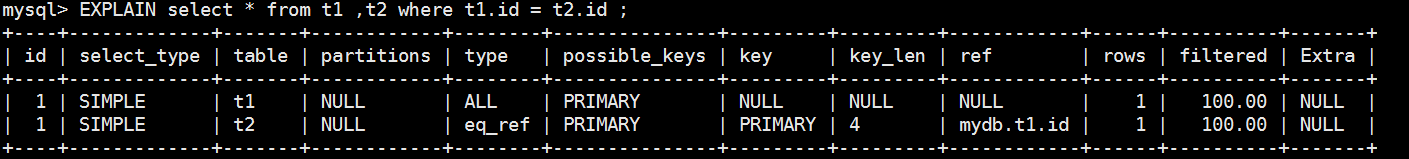 mysql> EXPLAIN select * from t1 ,t2 where t1.id = t2.id ;
+----+-------------+-------+------------+--------+---------------+---------+---------+------------+------+----------+-------+
| id | select_type | table | partitions | type   | possible_keys | key     | key_len | ref        | rows | filtered | Extra |
+----+-------------+-------+------------+--------+---------------+---------+---------+------------+------+----------+-------+
|  1 | SIMPLE      | t1    | NULL       | ALL    | PRIMARY       | NULL    | NULL    | NULL       |    1 |   100.00 | NULL  |
|  1 | SIMPLE      | t2    | NULL       | eq_ref | PRIMARY       | PRIMARY | 4       | mydb.t1.id |    1 |   100.00 | NULL  |
+----+-------------+-------+------------+--------+---------------+---------+---------+------------+------+----------+-------+